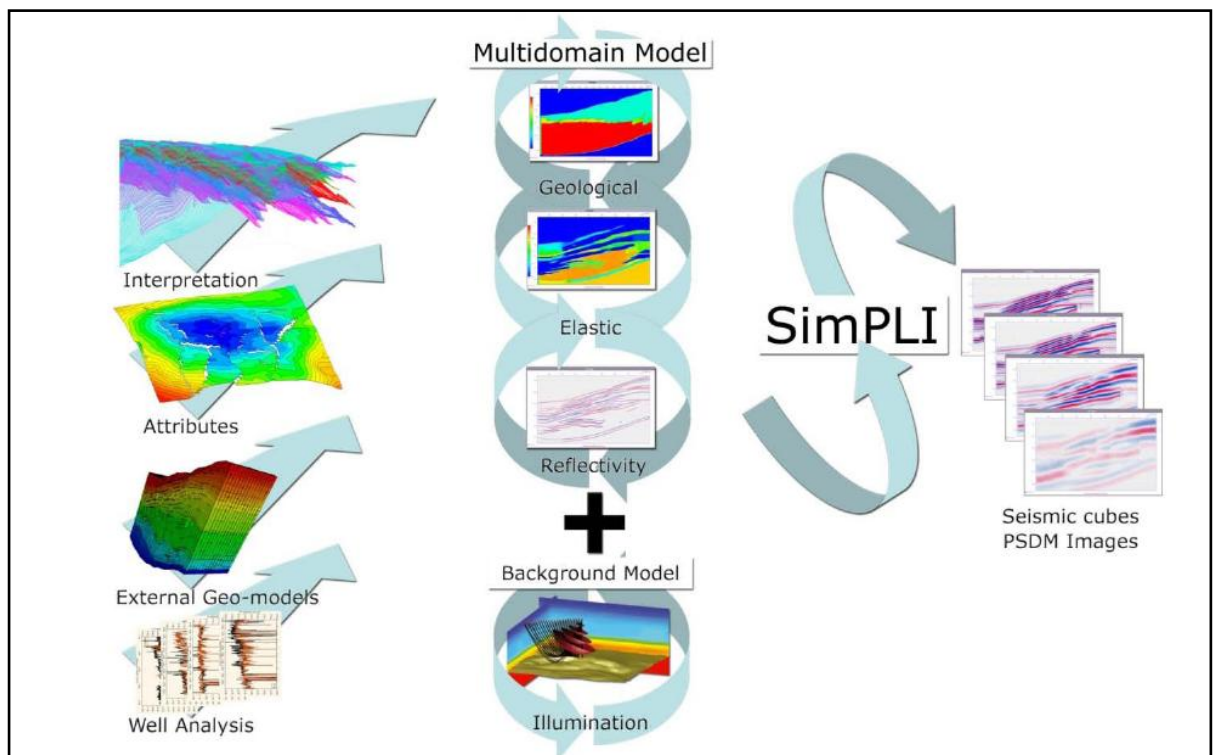 Multidomain Model
Interpretation
Attributes
External Geo-models
Well Analysis
Geological
Elastic
Reflectivity
Background Model
Illumination
SimPLI
Seismic cubes
PSDM Images